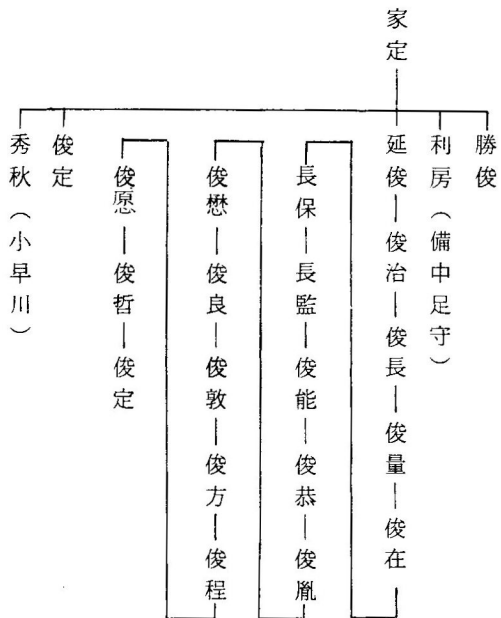 家定
勝俊
利房（備中足守）
延俊―俊治―俊長―俊量―俊在
長保―長監―俊能―俊恭―俊胤
俊懋―俊良―俊敦―俊方―俊程
俊愿―俊哲―俊定
俊定
秀秋（小早川）